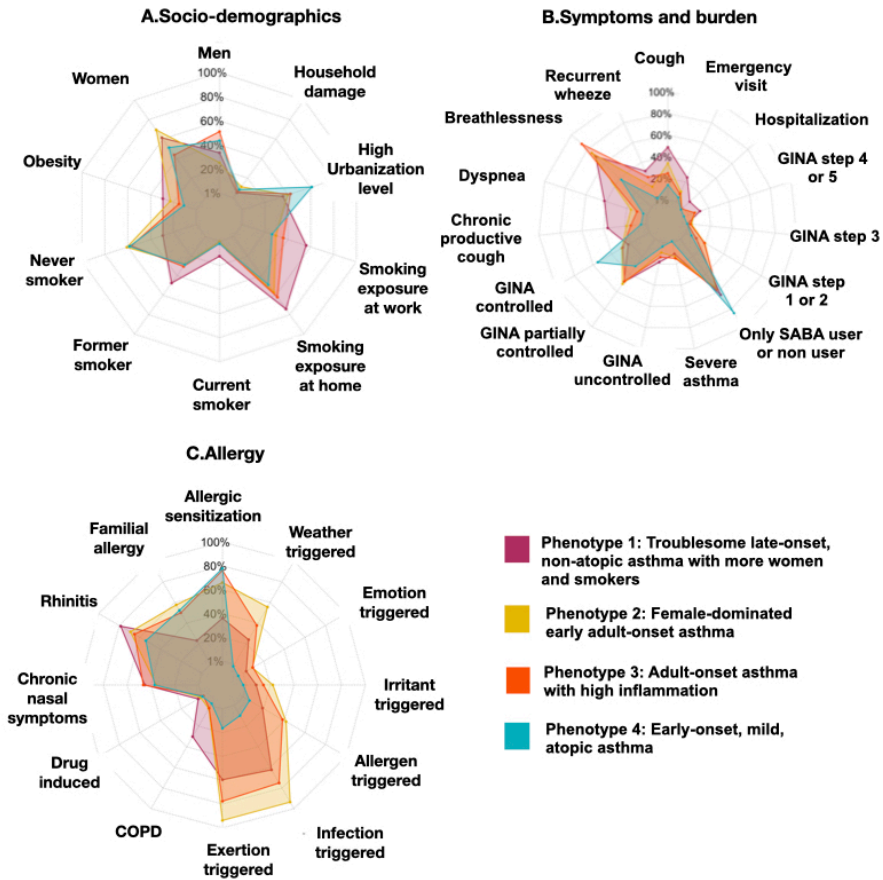 A.Socio-demographics
Men
100%
80%
60%
40%
20%
1%
Household
damage
High
Urbanization
level
Smoking
exposure
at work
Smoking
exposure
at home
Current
smoker
Former
smoker
Never
smoker
Obesity
Women
B.Symptoms and burden
Cough
100%
80%
60%
40%
20%
1%
Emergency
visit
Hospitalization
GINA step 4
or 5
GINA step 3
GINA step
1 or 2
Only SABA user
or non user
Severe
asthma
GINA
uncontrolled
GINA partially
controlled
GINA
controlled
Chronic
productive
cough
Dyspnea
Breathlessness
Recurrent
wheeze
C.Allergy
Allergic
sensitization
100%
80%
60%
40%
20%
1%
Weather
triggered
Emotion
triggered
Irritant
triggered
Allergen
triggered
Infection
triggered
Exertion
triggered
COPD
Drug
induced
Chronic
nasal
symptoms
Rhinitis
Familial
allergy
Phenotype 1: Troublesome late-onset,
non-atopic asthma with more women
and smokers
Phenotype 2: Female-dominated
early adult-onset asthma
Phenotype 3: Adult-onset asthma
with high inflammation
Phenotype 4: Early-onset, mild,
atopic asthma